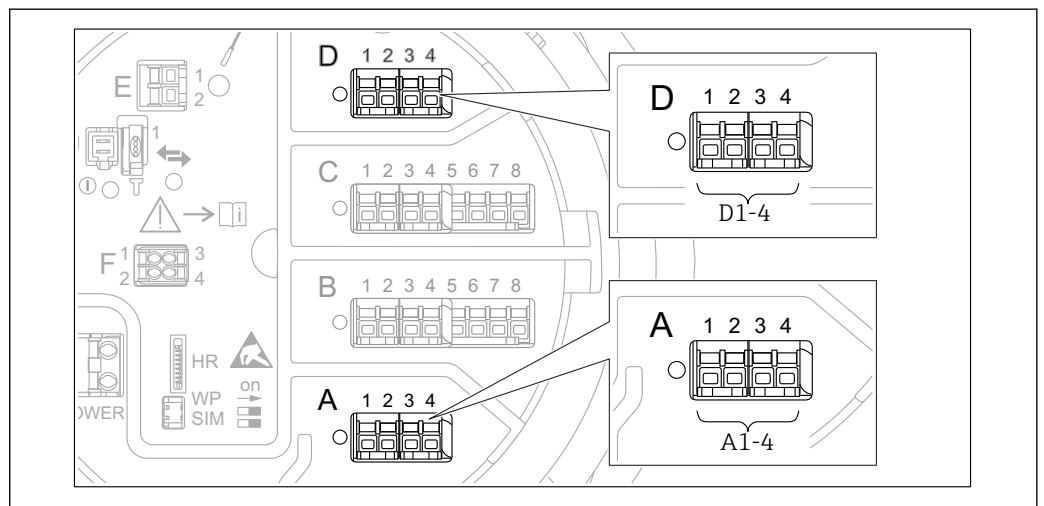 D 1 2 3 4
E 1
2
1
C 1 2 3 4 5 6 7 8
i
F 1 3
2 4
B 1 2 3 4 5 6 7 8
HR
WP on
SIM
OWER
A 1 2 3 4
D 1 2 3 4
D1-4
A 1 2 3 4
A1-4